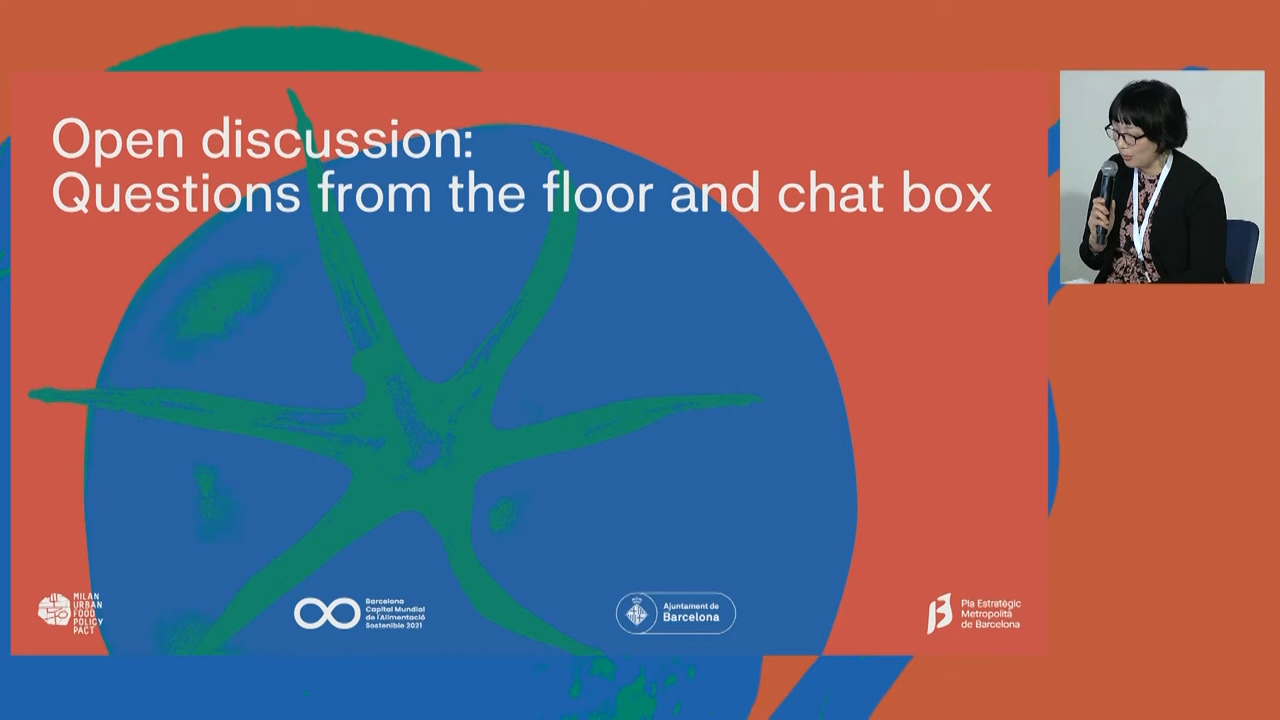 Open discussion:
Questions from the floor and chat box
MILAN
URBAN
FOOD
POLICY
PACT
Barcelona
Capital Mundial
de l'Alimentació
Sostenible 2021
Ajuntament de
Barcelona
Pla Estratègic
Metropolità
de Barcelona